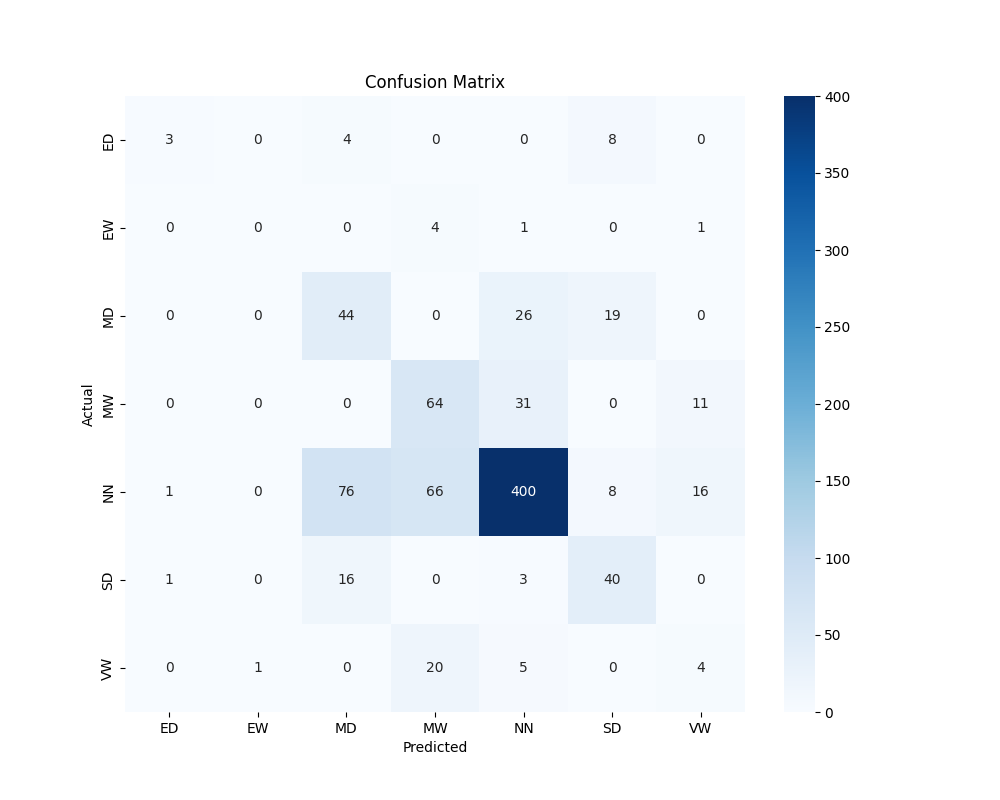 Confusion Matrix
ED 3 0 4 0 0 8 0
EW 0 0 0 4 1 0 1
MD 0 0 44 0 26 19 0
MW 0 0 0 64 31 0 11
NN 1 0 76 66 400 8 16
SD 1 0 16 0 3 40 0
VW 0 1 0 20 5 0 4
ED EW MD MW NN SD VW
Predicted
Actual
400
350
300
250
200
150
100
50
0